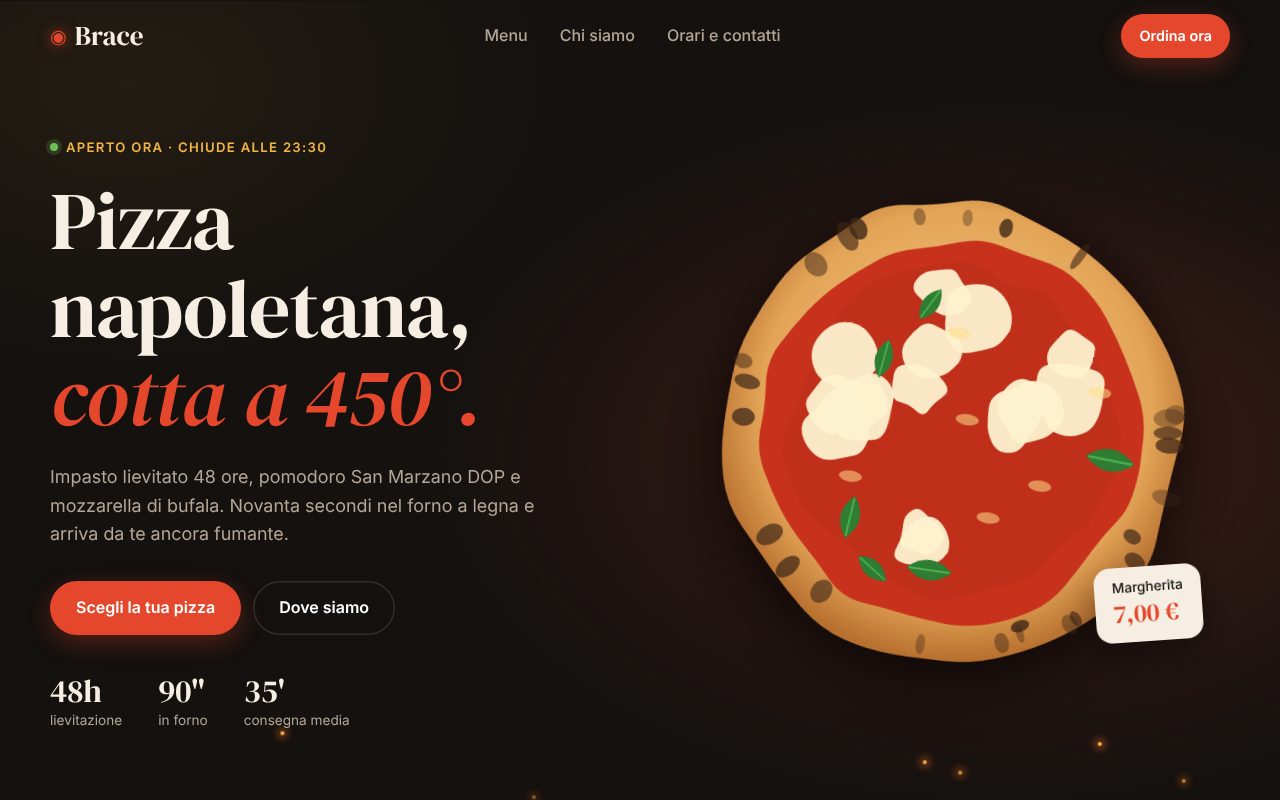 Brace
Menu
Chi siamo
Orari e contatti
Ordina ora
APERTO ORA · CHIUDE ALLE 23:30
Pizza
napoletana,
cotta a 450°.
Impasto lievitato 48 ore, pomodoro San Marzano DOP e
mozzarella di bufala. Novanta secondi nel forno a legna e
arriva da te ancora fumante.
Scegli la tua pizza
Dove siamo
48h
lievitazione
90"
in forno
35'
consegna media
Margherita
7,00 €